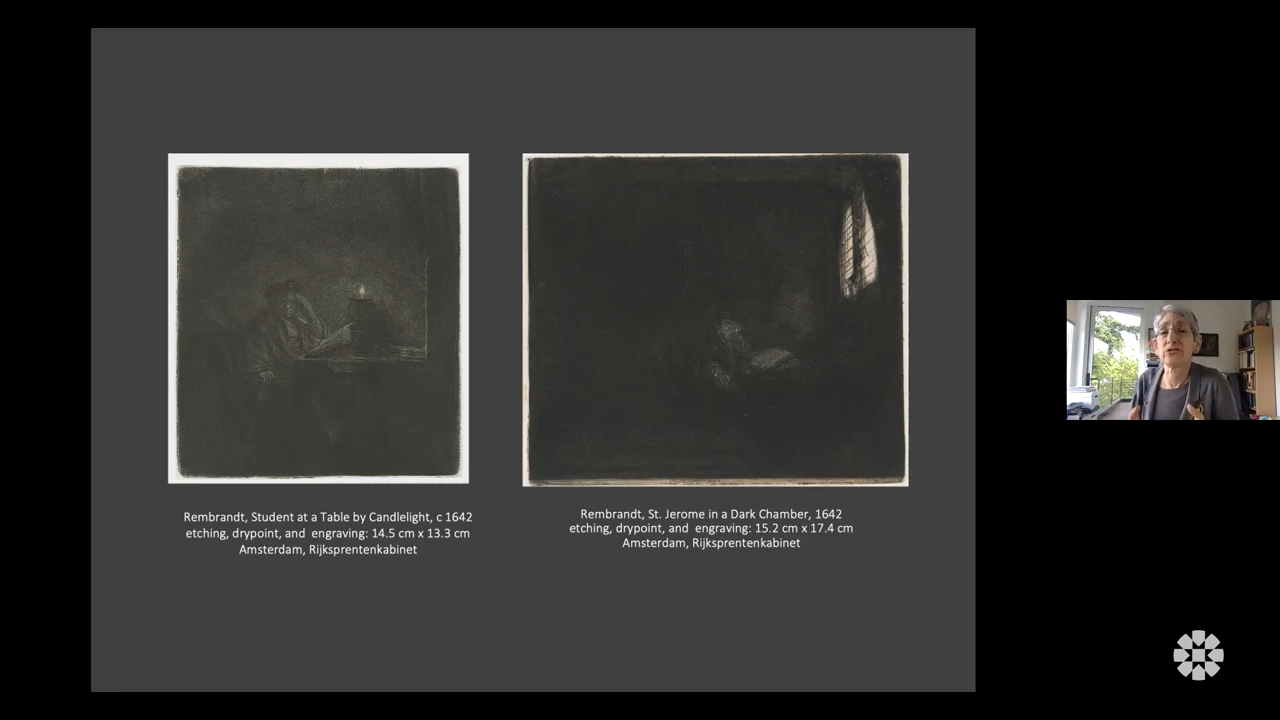 Rembrandt, Student at a Table by Candlelight, c 1642
etching, drypoint, and engraving: 14.5 cm x 13.3 cm
Amsterdam, Rijksprentenkabinet
Rembrandt, St. Jerome in a Dark Chamber, 1642
etching, drypoint, and engraving: 15.2 cm x 17.4 cm
Amsterdam, Rijksprentenkabinet